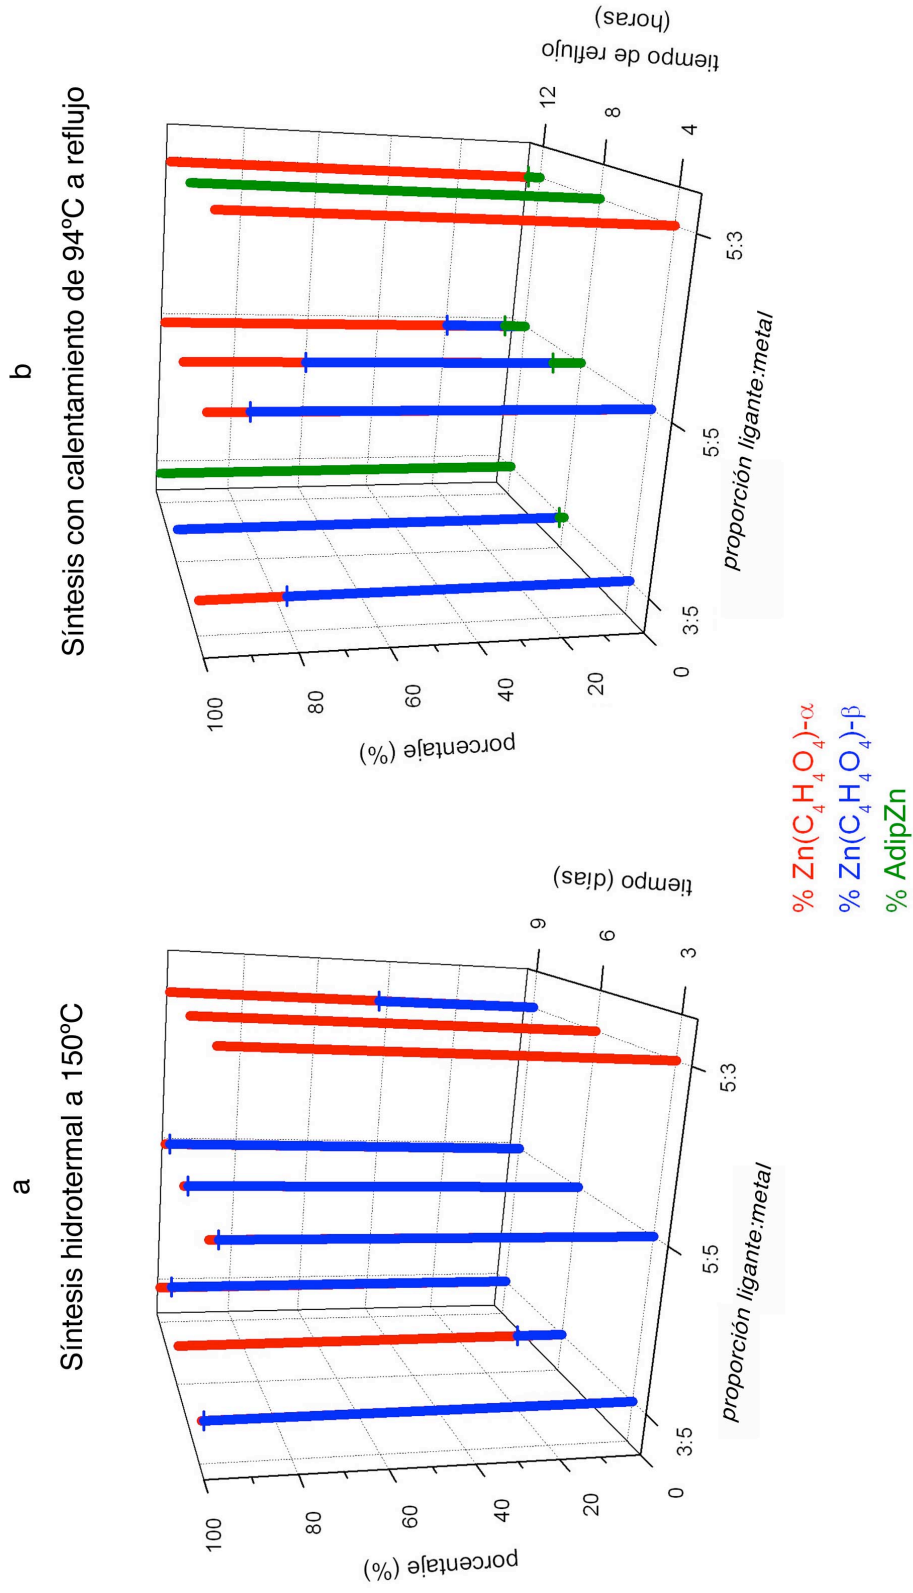 a
Síntesis hidrotermal a 150ºC
100
80
60
40
20
0
porcentaje (%)
3:5
5:5
5:3
proporción ligante:metal
3
6
9
tiempo (días)
b
Síntesis con calentamiento de 94ºC a reflujo
100
80
60
40
20
0
porcentaje (%)
3:5
5:5
5:3
proporción ligante:metal
4
8
12
tiempo de reflujo
(horas)
% Zn(C₄H₄O₄)-α
% Zn(C₄H₄O₄)-β
% AdipZn